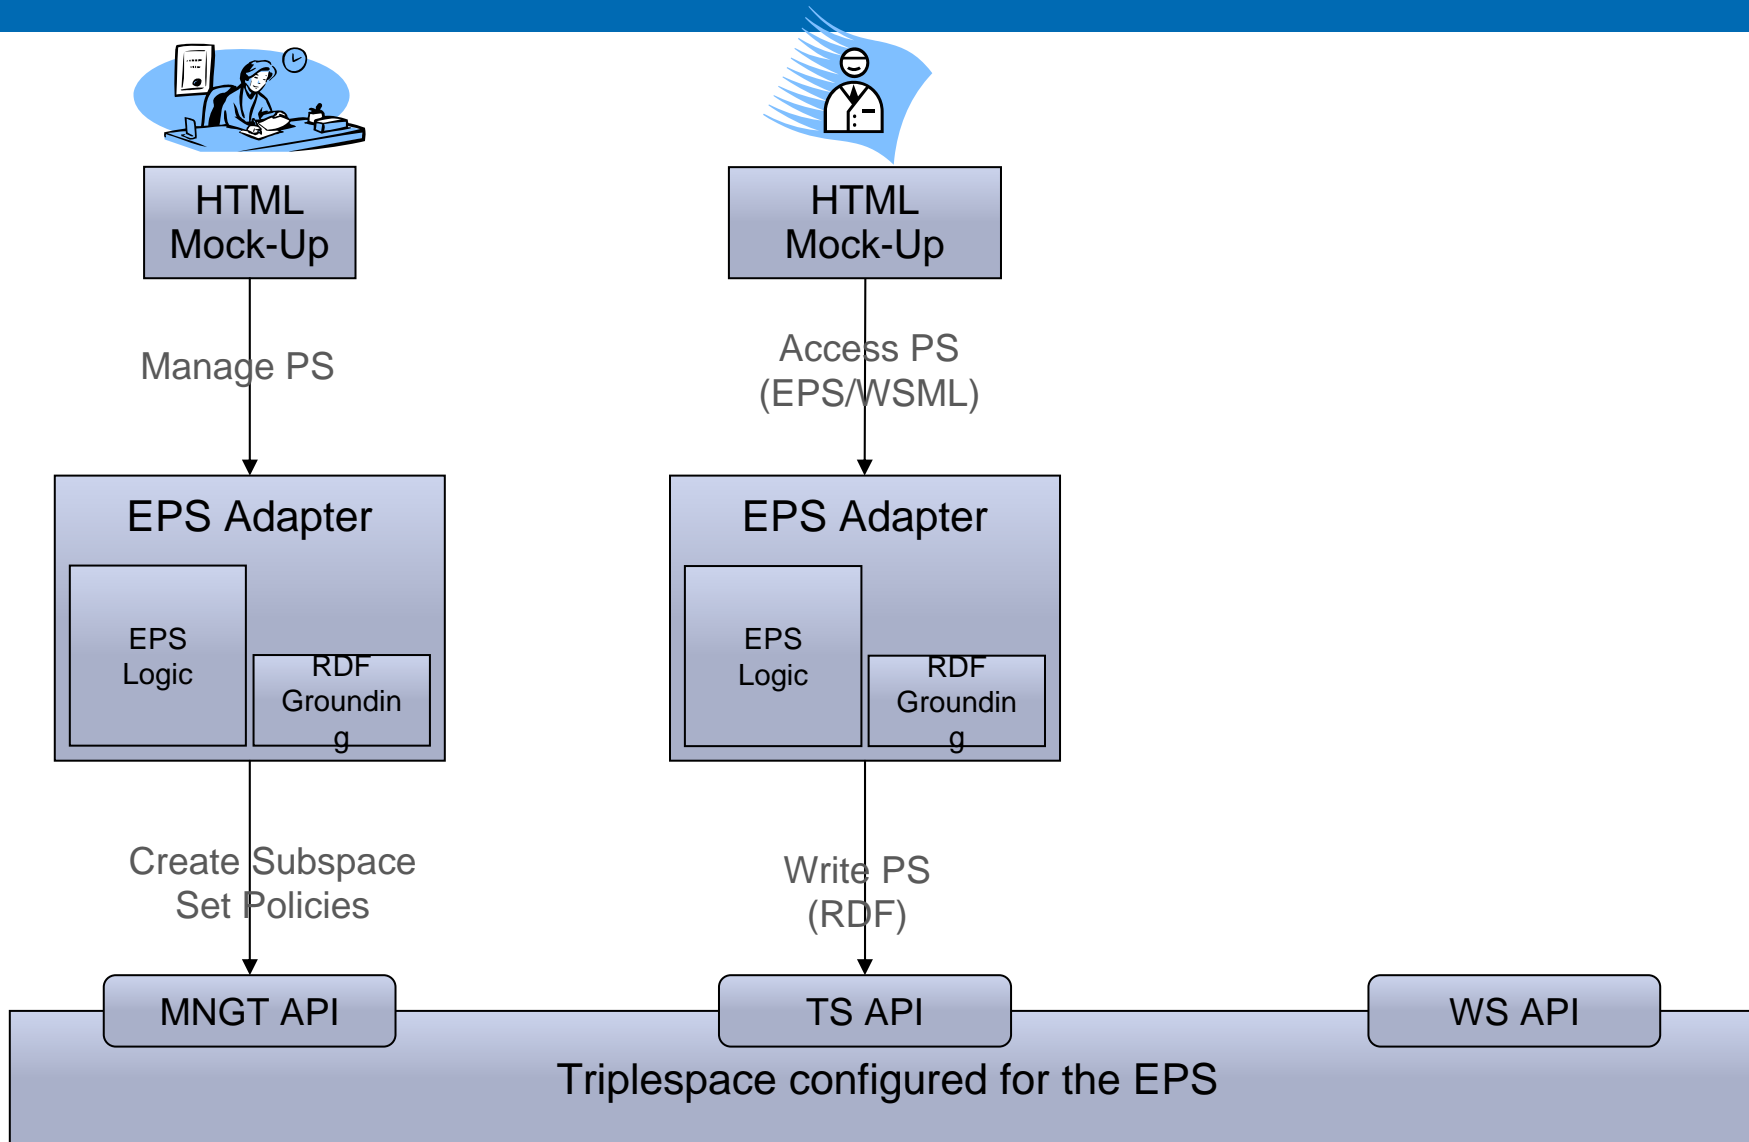 HTML
Mock-Up
HTML
Mock-Up
Manage PS
Access PS
(EPS/WSML)
EPS Adapter
EPS
Logic
RDF
Groundin
g
EPS Adapter
EPS
Logic
RDF
Groundin
g
Create Subspace
Set Policies
Write PS
(RDF)
MNGT API
TS API
WS API
Triplespace configured for the EPS